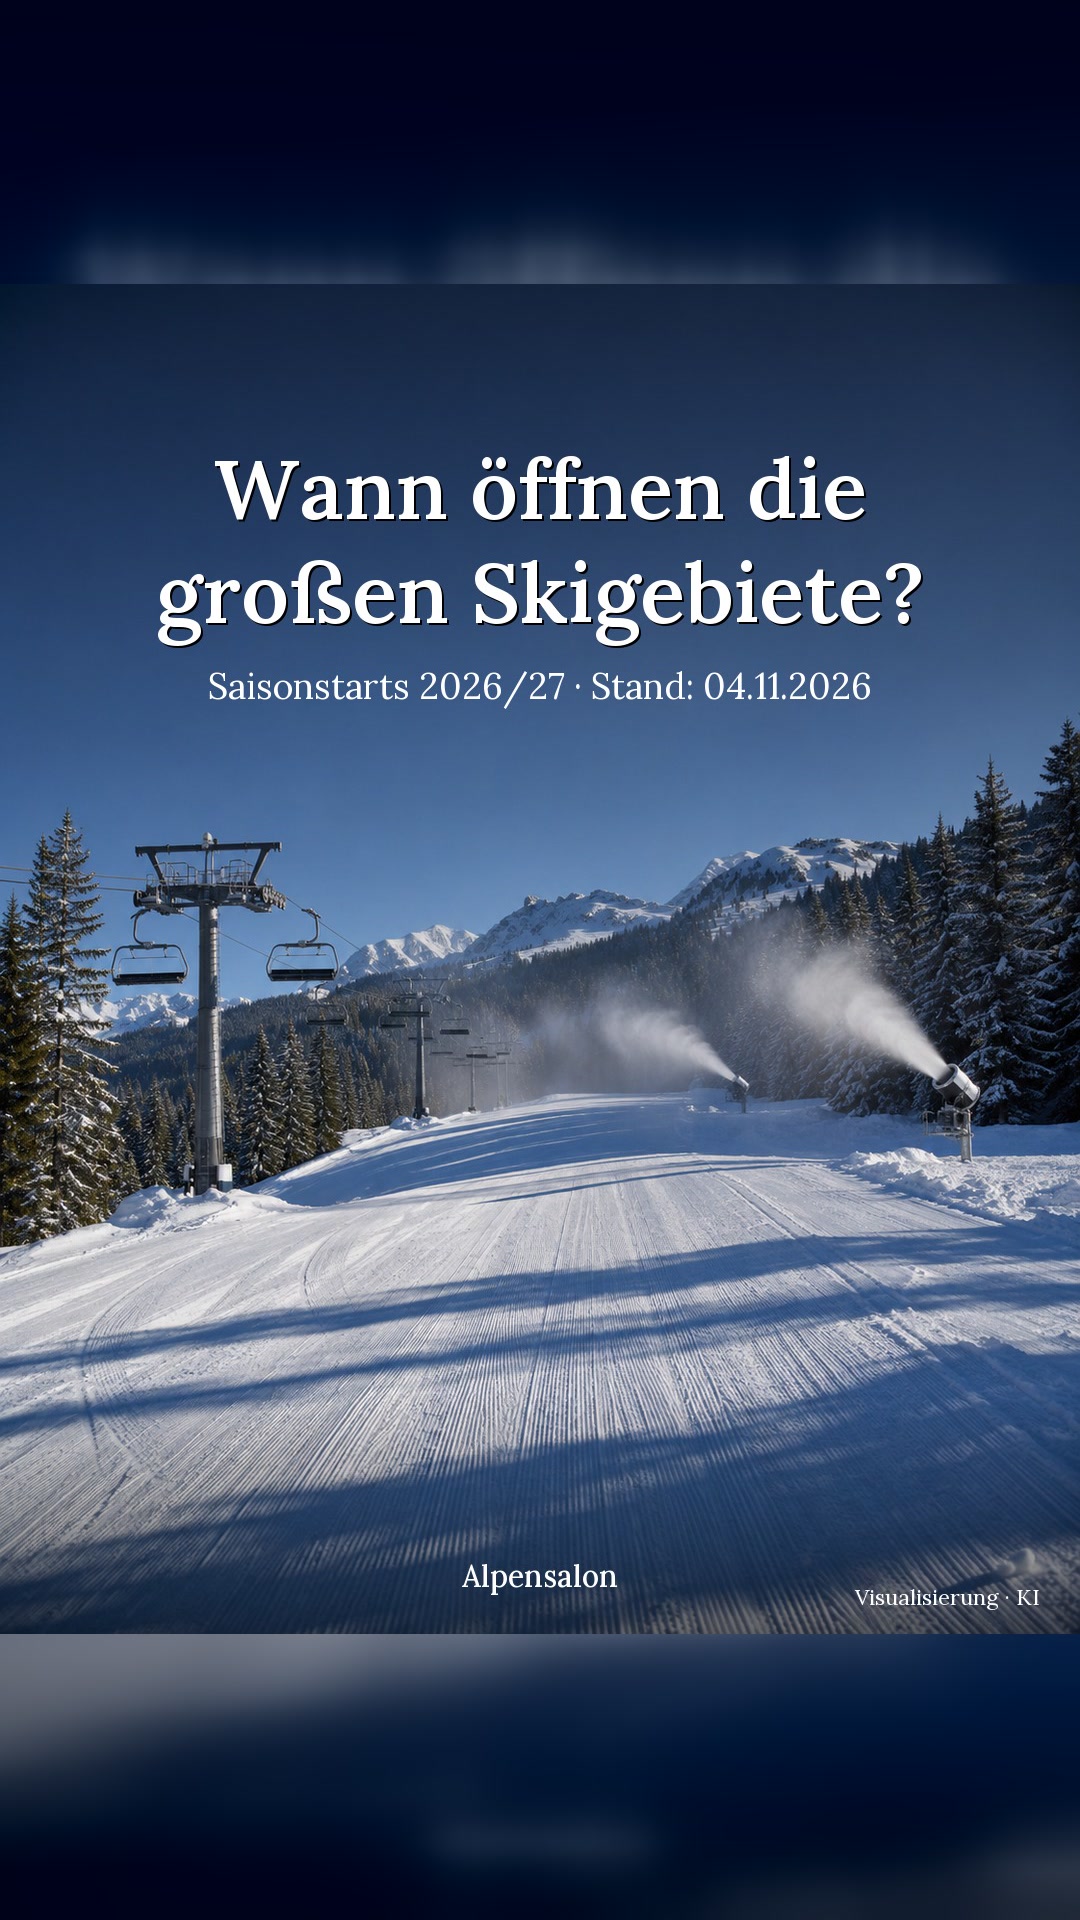 Wann öffnen die
großen Skigebiete?
Saisonstarts 2026/27 · Stand: 04.11.2026
Alpensalon
Visualisierung · KI